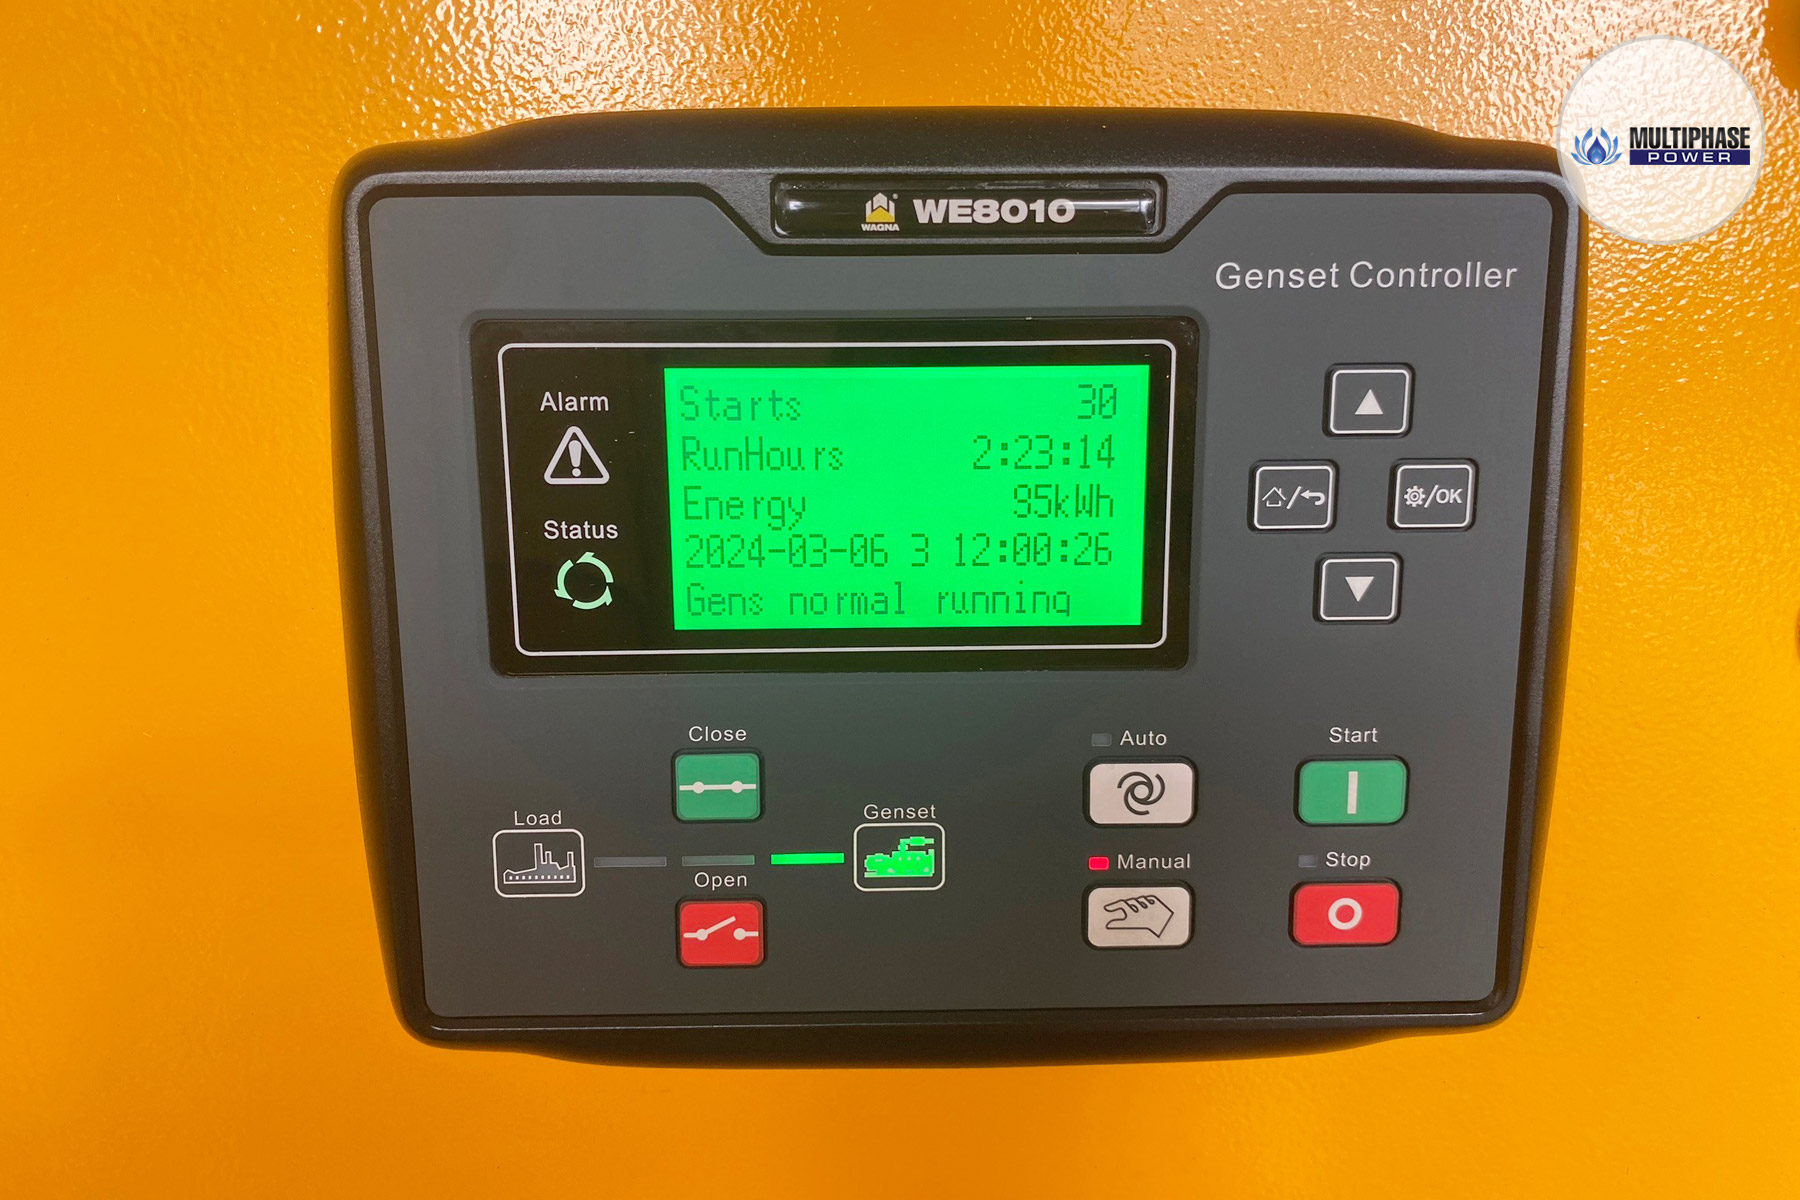 MULTIPHASE
POWER
WAGNA
WE8010
Genset Controller
Alarm
Status
Starts 30
RunHours 2:23:14
Energy 95kWh
2024-03-06 3 12:00:26
Gens normal running
/OK
Close
Auto
Start
Load
Genset
Open
Manual
Stop